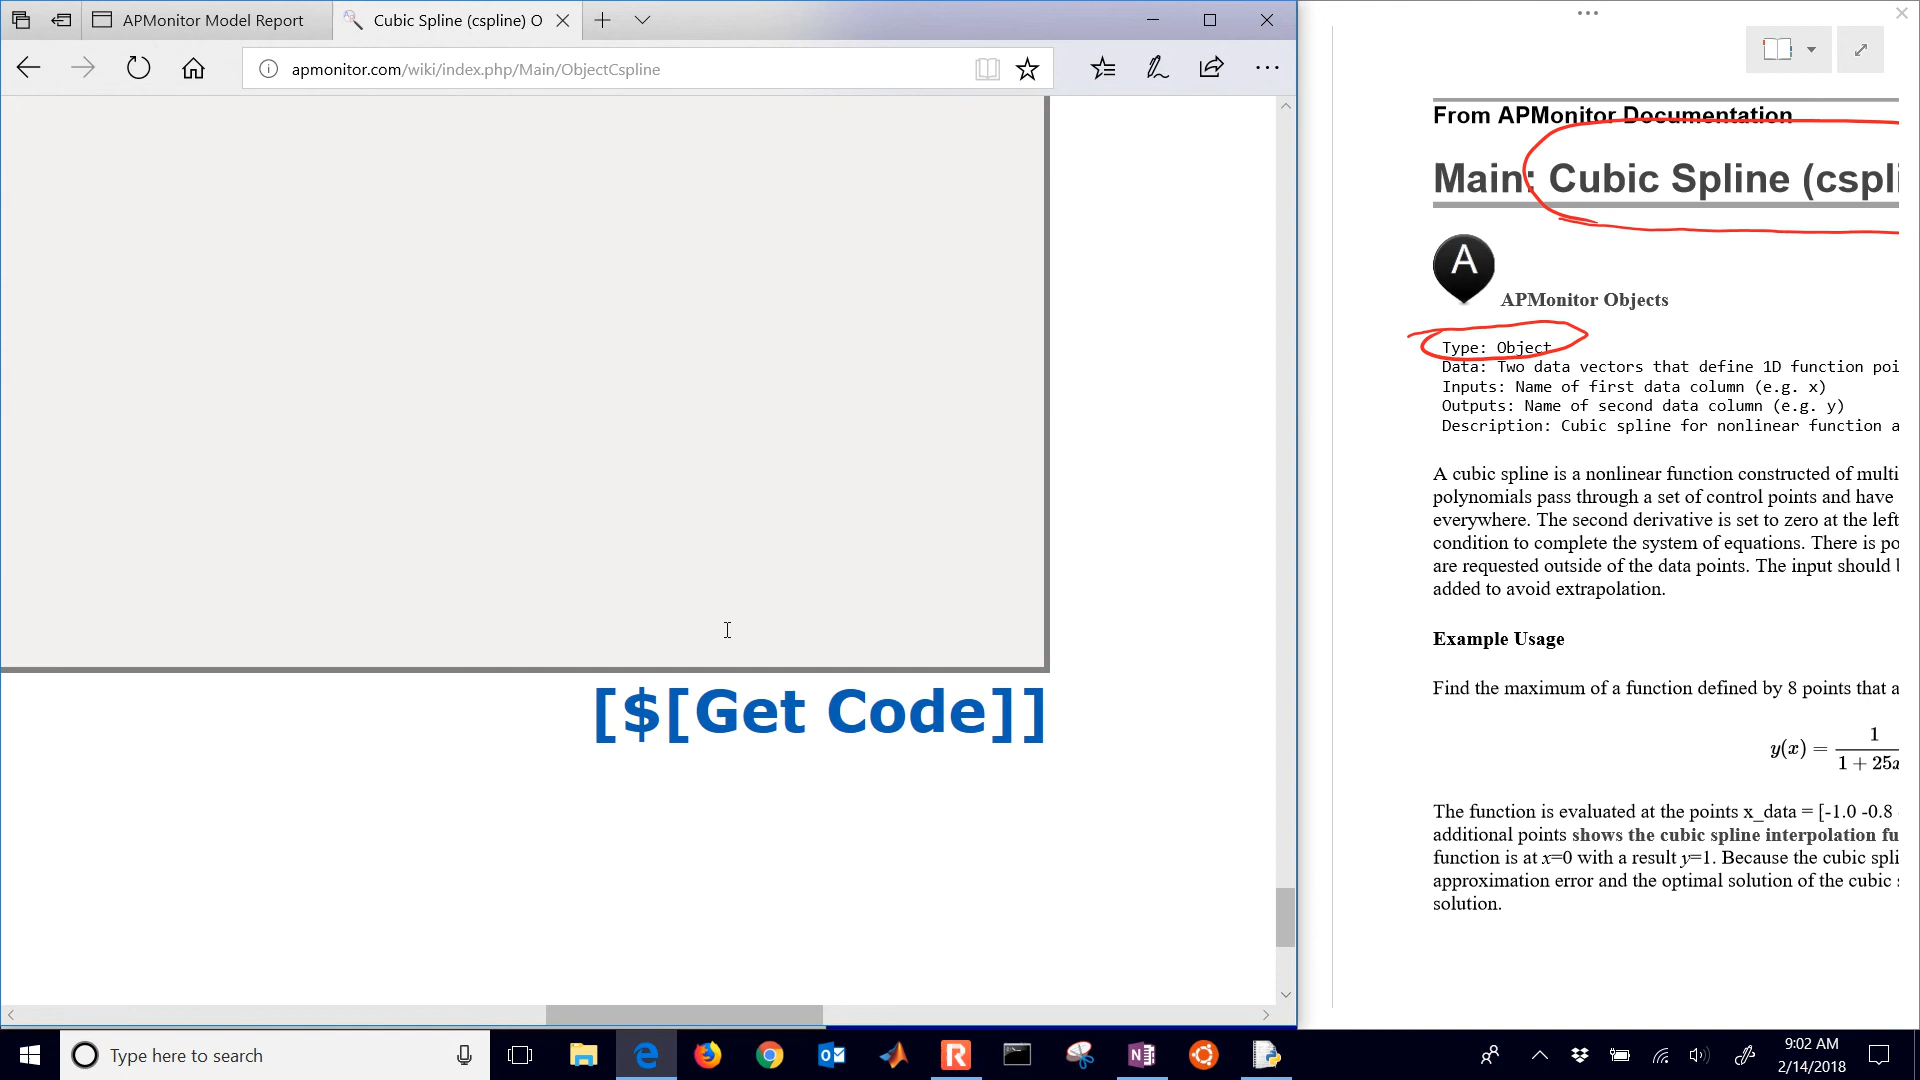 APMonitor Model Report
Cubic Spline (cspline) O
apmonitor.com/wiki/index.php/Main/ObjectCspline
[$[Get Code]]
From APMonitor Documentation
Main: Cubic Spline (cspli
A
APMonitor Objects
Type: Object
Data: Two data vectors that define 1D function poi
Inputs: Name of first data column (e.g. x)
Outputs: Name of second data column (e.g. y)
Description: Cubic spline for nonlinear function a
A cubic spline is a nonlinear function constructed of multi
polynomials pass through a set of control points and have
everywhere. The second derivative is set to zero at the left
condition to complete the system of equations. There is po
are requested outside of the data points. The input should b
added to avoid extrapolation.
Example Usage
Find the maximum of a function defined by 8 points that a
y(x) = 1 / 1 + 25x
The function is evaluated at the points x_data = [-1.0 -0.8
additional points shows the cubic spline interpolation fu
function is at x=0 with a result y=1. Because the cubic spli
approximation error and the optimal solution of the cubic s
solution.
Type here to search
9:02 AM
2/14/2018